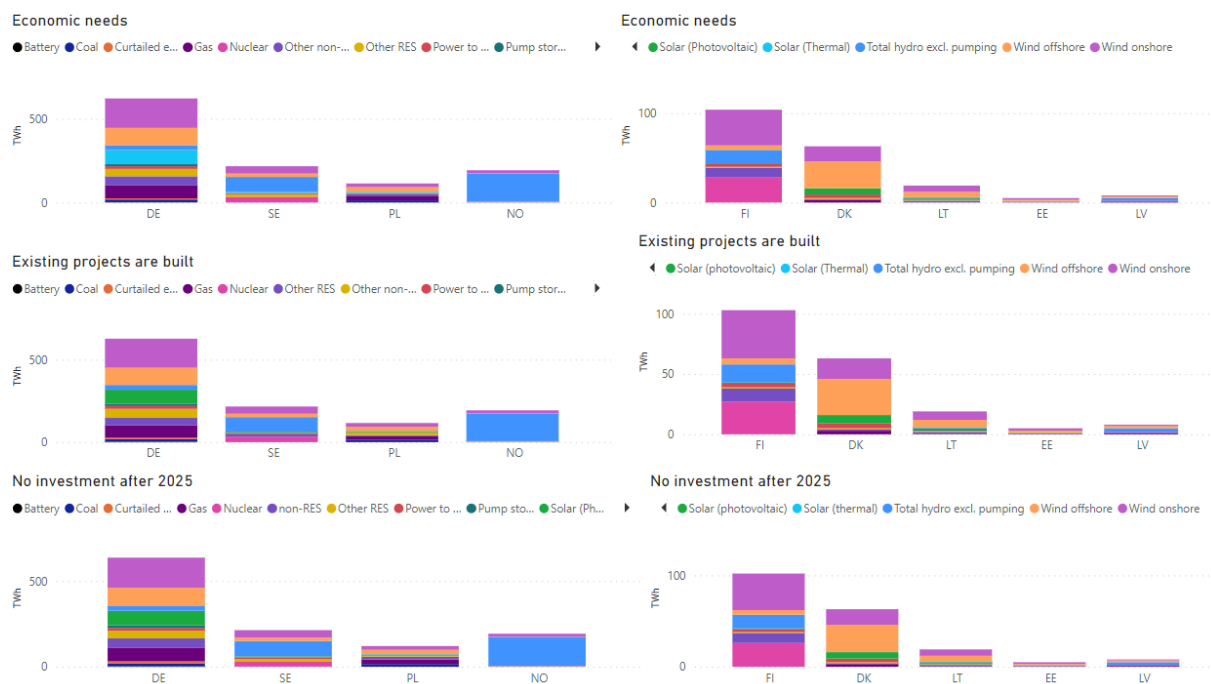 Economic needs
Battery Coal Curtailed e... Gas Nuclear Other non-... Other RES Power to ... Pump stor...
500
TWh
0
DE SE PL NO
Economic needs
Solar (Photovoltaic) Solar (Thermal) Total hydro excl. pumping Wind offshore Wind onshore
100
TWh
0
FI DK LT EE LV
Existing projects are built
Battery Coal Curtailed e... Gas Nuclear Other RES Other non-... Power to ... Pump stor...
500
TWh
0
DE SE PL NO
Existing projects are built
Solar (photovoltaic) Solar (Thermal) Total hydro excl. pumping Wind offshore Wind onshore
100
TWh
50
0
FI DK LT EE LV
No investment after 2025
Battery Coal Curtailed ... Gas Nuclear non-RES Other RES Power to ... Pump sto... Solar (Ph...
500
TWh
0
DE SE PL NO
No investment after 2025
Solar (photovoltaic) Solar (thermal) Total hydro excl. pumping Wind offshore Wind onshore
100
TWh
0
FI DK LT EE LV